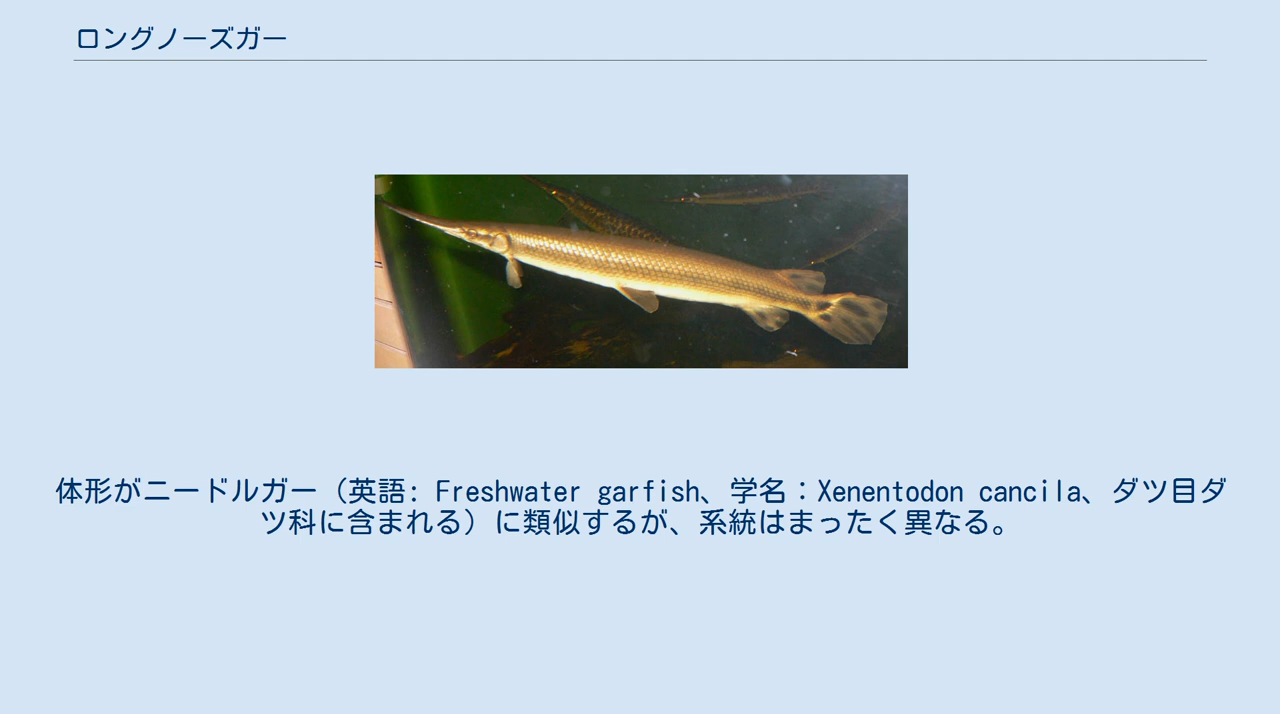 ロングノーズガー
体形がニードルガー（英語: Freshwater garfish、学名：Xenentodon cancila、ダツ目ダ
ツ科に含まれる）に類似するが、系統はまったく異なる。